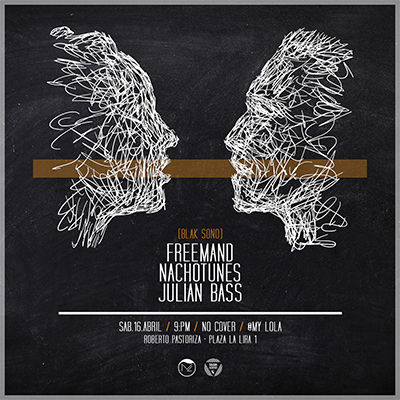 [BLAK SONO]
FREEMAND
NACHOTUNES
JULIAN BASS
SAB.16.ABRIL / 9:PM / NO COVER / #MY LOLA
ROBERTO PASTORIZA - PLAZA LA LIRA 1